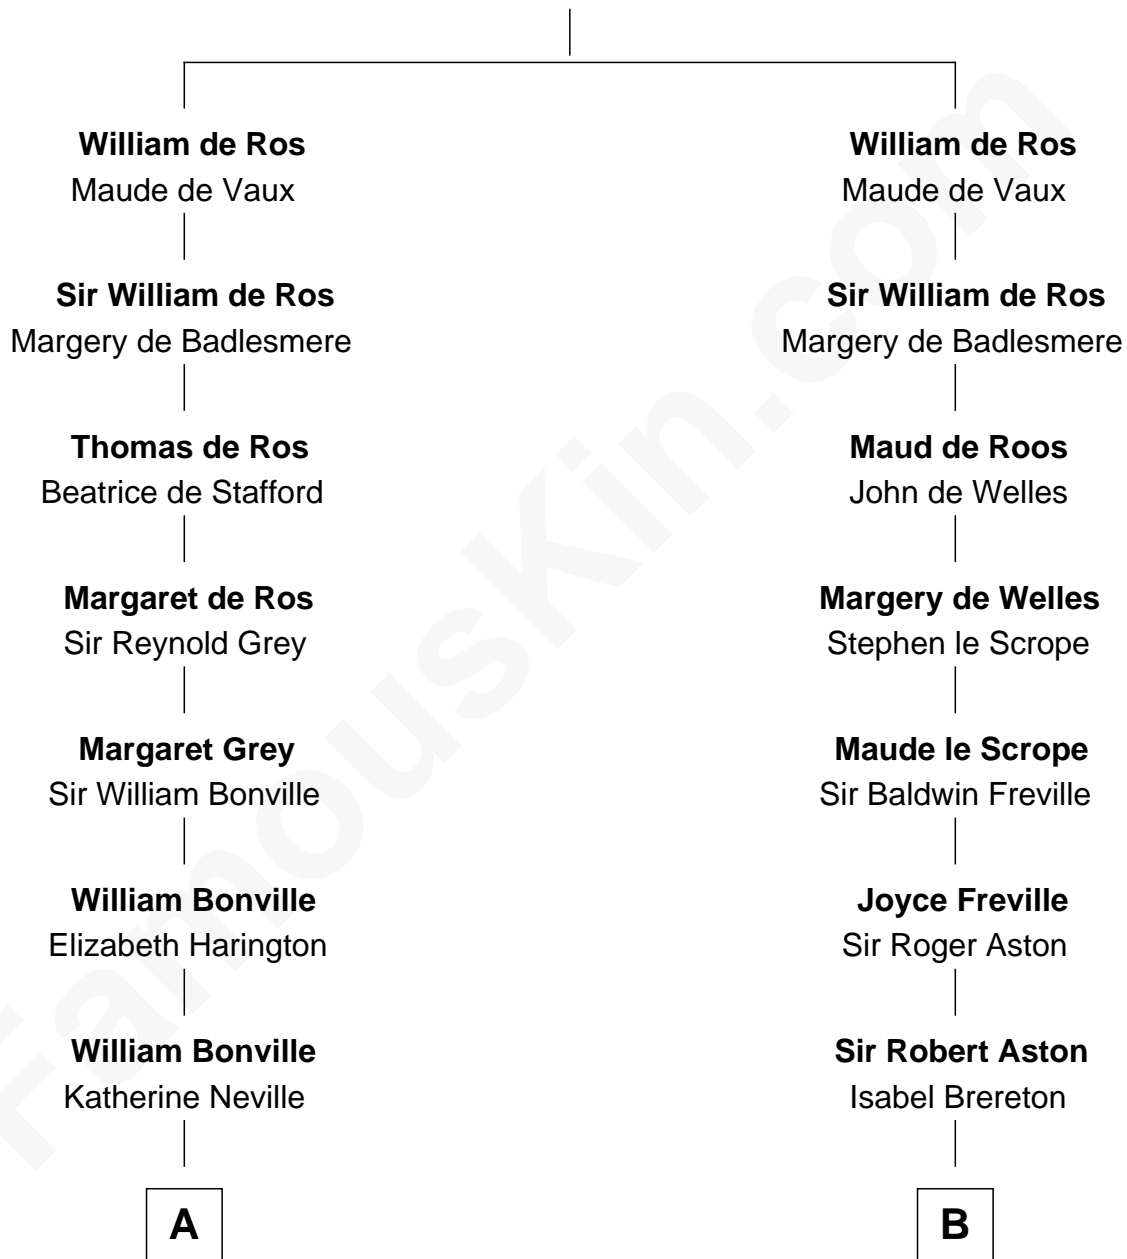 William de Ros
Maude de Vaux
Sir William de Ros
Margery de Badlesmere
Thomas de Ros
Beatrice de Stafford
Margaret de Ros
Sir Reynold Grey
Margaret Grey
Sir William Bonville
William Bonville
Elizabeth Harington
William Bonville
Katherine Neville
A
William de Ros
Maude de Vaux
Sir William de Ros
Margery de Badlesmere
Maud de Roos
John de Welles
Margery de Welles
Stephen le Scrope
Maude le Scrope
Sir Baldwin Freville
Joyce Freville
Sir Roger Aston
Sir Robert Aston
Isabel Brereton
B
FamousKin.com